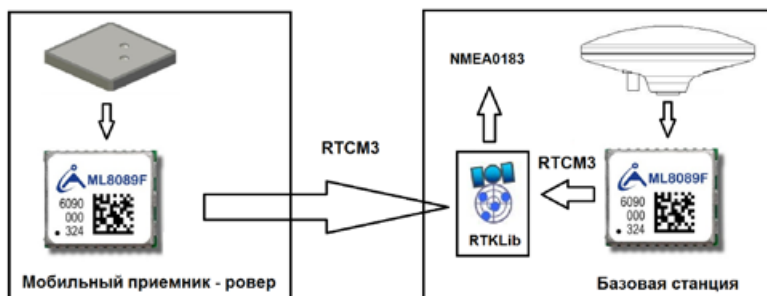 ML8089F
6090
000
324
Мобильный приемник - ровер
RTCM3
NMEA0183
RTKLib
RTCM3
ML8089F
6090
000
324
Базовая станция